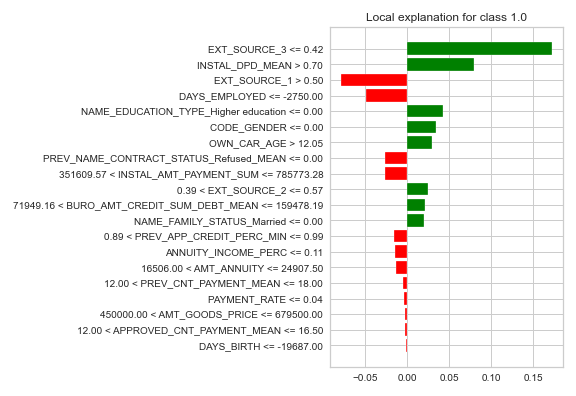 Local explanation for class 1.0
EXT_SOURCE_3 <= 0.42
INSTAL_DPD_MEAN > 0.70
EXT_SOURCE_1 > 0.50
DAYS_EMPLOYED <= -2750.00
NAME_EDUCATION_TYPE_Higher education <= 0.00
CODE_GENDER <= 0.00
OWN_CAR_AGE > 12.05
PREV_NAME_CONTRACT_STATUS_Refused_MEAN <= 0.00
351609.57 < INSTAL_AMT_PAYMENT_SUM <= 785773.28
0.39 < EXT_SOURCE_2 <= 0.57
71949.16 < BURO_AMT_CREDIT_SUM_DEBT_MEAN <= 159478.19
NAME_FAMILY_STATUS_Married <= 0.00
0.89 < PREV_APP_CREDIT_PERC_MIN <= 0.99
ANNUITY_INCOME_PERC <= 0.11
16506.00 < AMT_ANNUITY <= 24907.50
12.00 < PREV_CNT_PAYMENT_MEAN <= 18.00
PAYMENT_RATE <= 0.04
450000.00 < AMT_GOODS_PRICE <= 679500.00
12.00 < APPROVED_CNT_PAYMENT_MEAN <= 16.50
DAYS_BIRTH <= -19687.00
−0.05 0.00 0.05 0.10 0.15